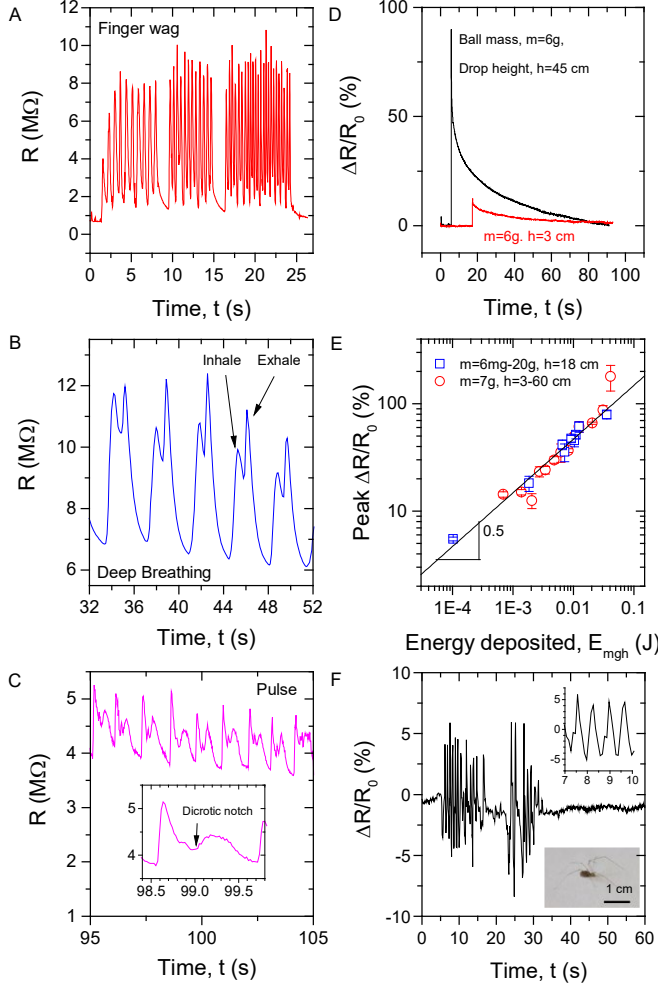 A
Finger wag
12
10
8
6
4
2
0
R (MΩ)
0 5 10 15 20 25
Time, t (s)
D
100
50
0
ΔR/R0 (%)
Ball mass, m=6g,
Drop height, h=45 cm
m=6g. h=3 cm
0 20 40 60 80 100
Time, t (s)
B
12
10
8
6
R (MΩ)
Inhale
Exhale
Deep Breathing
32 36 40 44 48 52
Time, t (s)
E
100
10
Peak ΔR/R0 (%)
m=6mg-20g, h=18 cm
m=7g, h=3-60 cm
0.5
1E-4 1E-3 0.01 0.1
Energy deposited, Emgh (J)
C
Pulse
5
4
3
2
1
R (MΩ)
Dicrotic notch
5
4
98.5 99.0 99.5
95 100 105
Time, t (s)
F
10
5
0
-5
-10
ΔR/R0 (%)
5
0
-5
7 8 9 10
1 cm
0 10 20 30 40 50 60
Time, t (s)